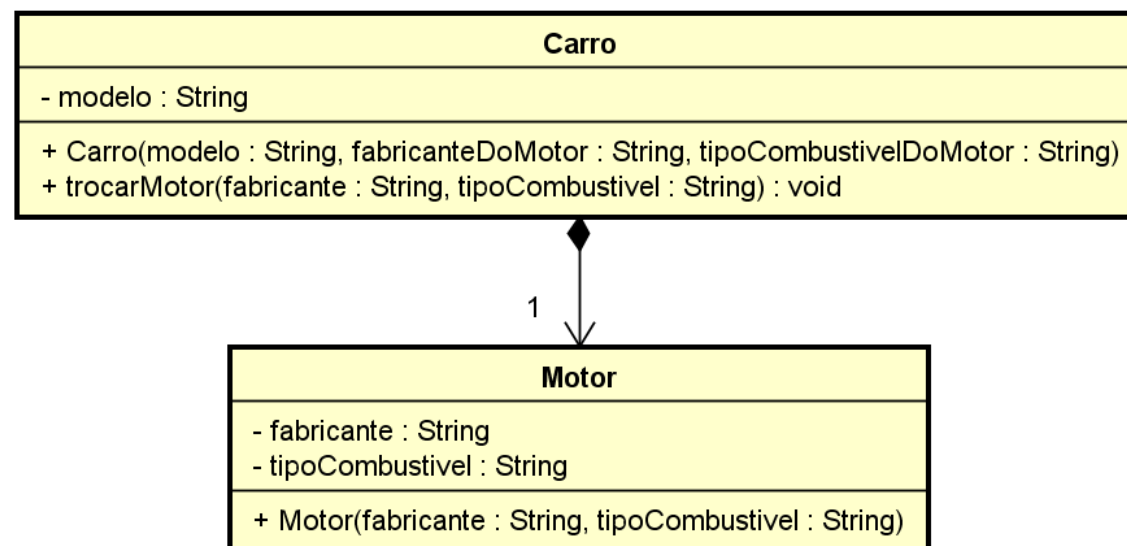 Carro
- modelo : String
+ Carro(modelo : String, fabricanteDoMotor : String, tipoCombustivelDoMotor : String)
+ trocarMotor(fabricante : String, tipoCombustivel : String) : void
1
Motor
- fabricante : String
- tipoCombustivel : String
+ Motor(fabricante : String, tipoCombustivel : String)